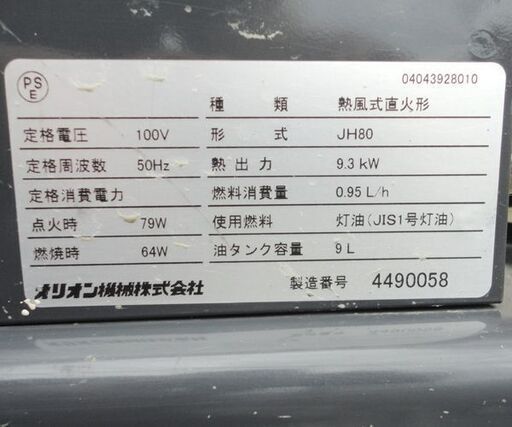 PS
E
04043928010
種類 熱風式直火形
定格電圧 100V 形式 JH80
定格周波数 50Hz 熱出力 9.3 kW
定格消費電力 燃料消費量 0.95 L/h
点火時 79W 使用燃料 灯油(JIS1号灯油)
燃焼時 64W 油タンク容量 9 L
オリオン機械株式会社 製造番号 4490058